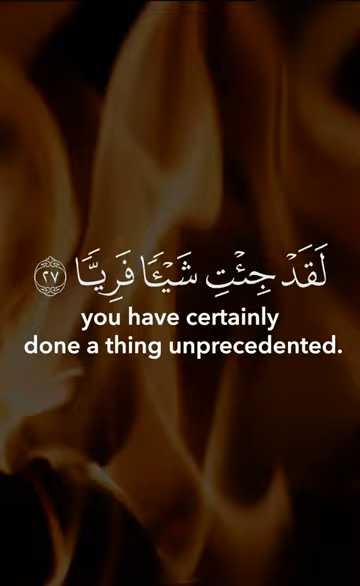 لَقَدْ جِئْتِ شَيْـًٔا فَرِيًّا ٢٧
you have certainly
done a thing unprecedented.